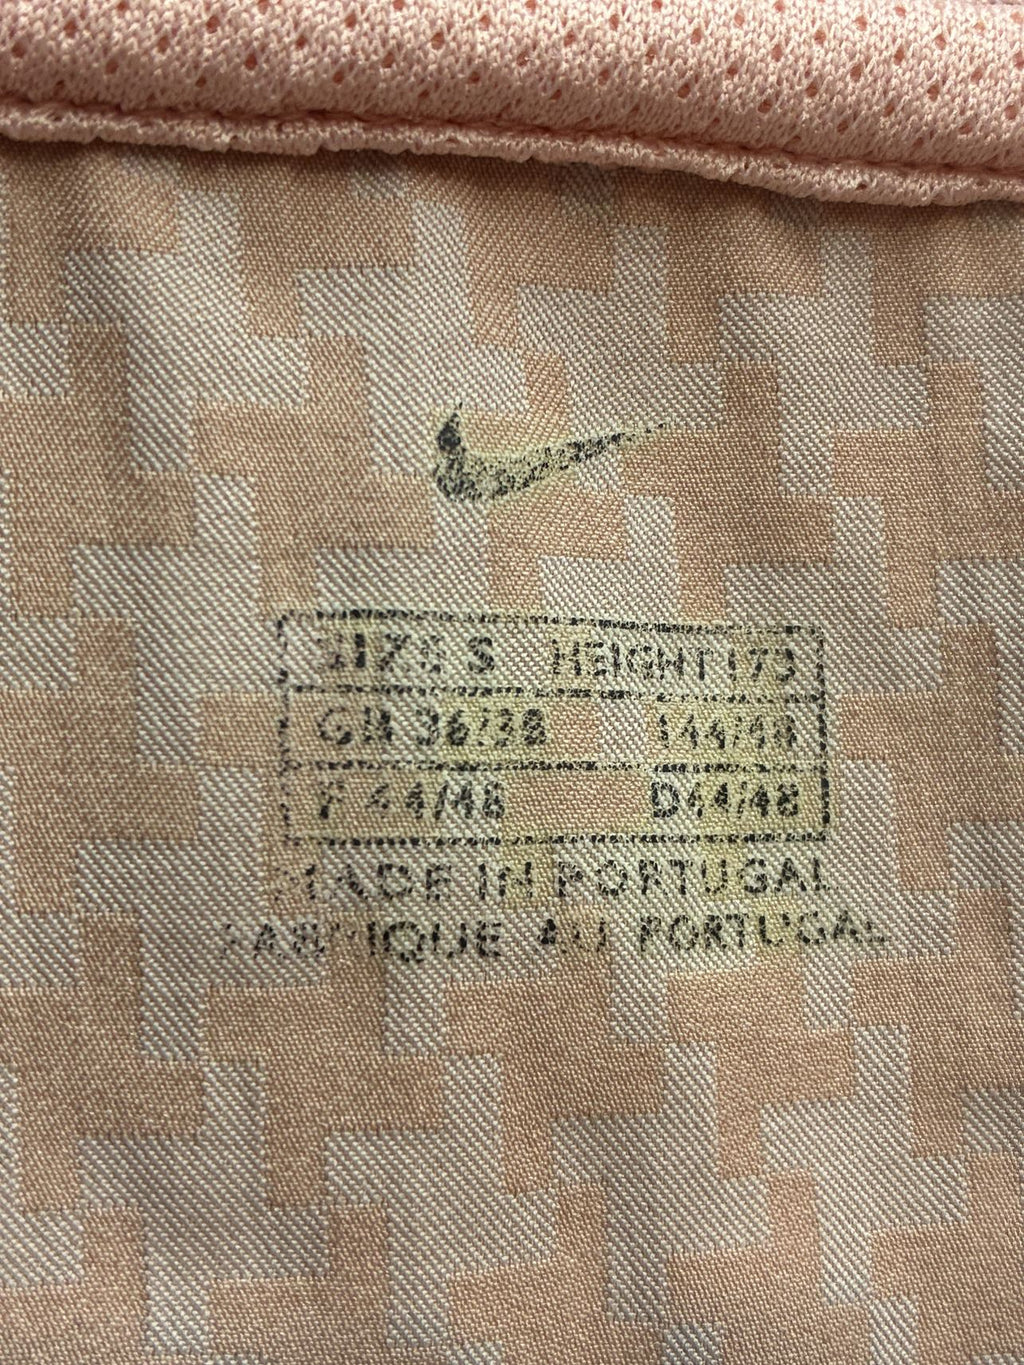 SIZE S HEIGHT 173
GB 36/38 I 44/48
F 44/48 D 44/48
MADE IN PORTUGAL
FABRIQUE AU PORTUGAL